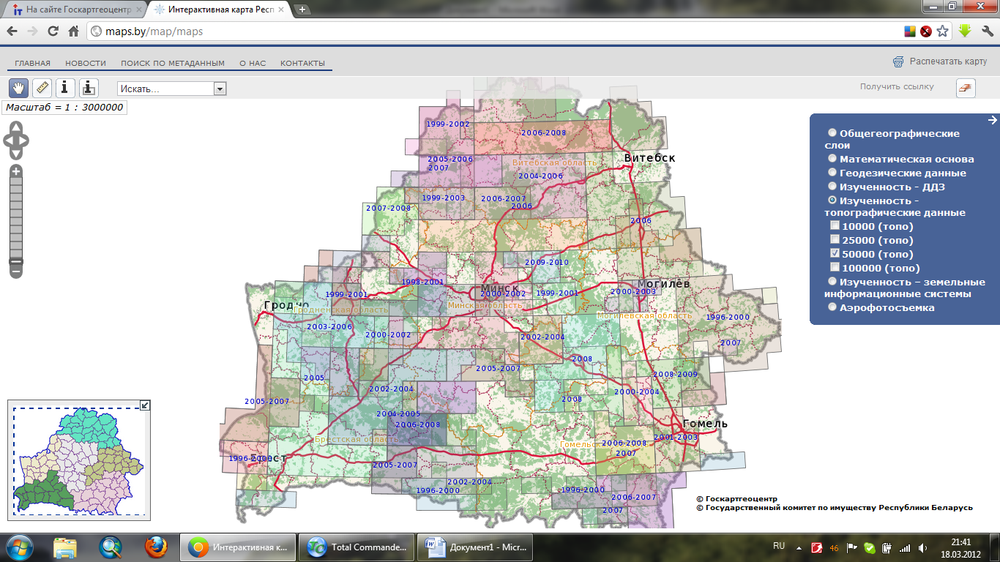 На сайте Госкартгеоцентр
Интерактивная карта Респ
maps.by/map/maps
ГЛАВНАЯ НОВОСТИ ПОИСК ПО МЕТАДАННЫМ О НАС КОНТАКТЫ
Распечатать карту
Искать...
Получить ссылку
Масштаб = 1 : 3000000
Общегеографические
слои
Математическая основа
Геодезические данные
Изученность - ДДЗ
Изученность -
топографические данные
10000 (топо)
25000 (топо)
50000 (топо)
100000 (топо)
Изученность – земельные
информационные системы
Аэрофотосъемка
1999-2002
2006-2008
2005-2006
2007
Витебск
Витебская область
2004-2006
1999-2003
2006-2007
2006
2007-2008
2006
2009-2010
1998-2001
Минск
Могилёв
1999-2001
2000-2002
1999-2001
2000-2003
Гродно
Гродненская область
Минская область
Могилевская область
1996-2000
2003-2006
2000-2002
2002-2004
2007
2008
2005-2007
2005
2008-2009
2002-2004
2000-2004
2005-2007
2008
2004-2005
2006-2008
Гомель
Брестская область
2001-2003
Гомельс
2006-2008
2007
1996-2000
Брест
2005-2007
2002-2004
1996-2000
1996-2000
2006-2007
2007
© Госкартгеоцентр
© Государственный комитет по имуществу Республики Беларусь
Интерактивная к...
Total Commande...
Документ1 - Micr...
RU
46
21:41
18.03.2012